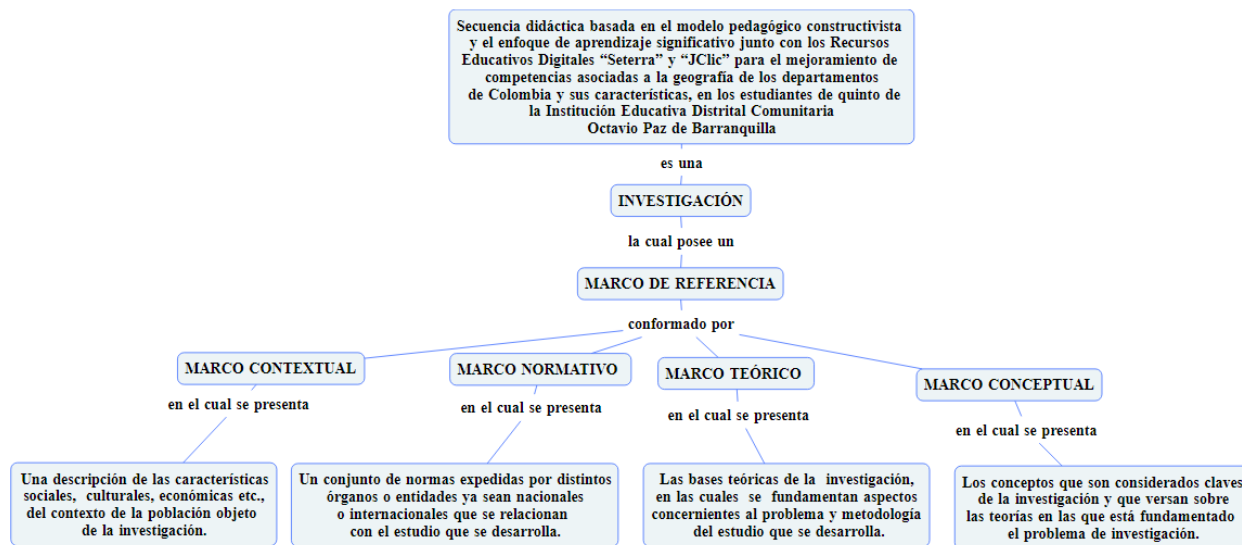 Secuencia didáctica basada en el modelo pedagógico constructivista
y el enfoque de aprendizaje significativo junto con los Recursos
Educativos Digitales “Seterra” y “JClic” para el mejoramiento de
competencias asociadas a la geografía de los departamentos
de Colombia y sus características, en los estudiantes de quinto de
la Institución Educativa Distrital Comunitaria
Octavio Paz de Barranquilla
es una
INVESTIGACIÓN
la cual posee un
MARCO DE REFERENCIA
conformado por
MARCO CONTEXTUAL
en el cual se presenta
Una descripción de las características
sociales, culturales, económicas etc.,
del contexto de la población objeto
de la investigación.
MARCO NORMATIVO
en el cual se presenta
Un conjunto de normas expedidas por distintos
órganos o entidades ya sean nacionales
o internacionales que se relacionan
con el estudio que se desarrolla.
MARCO TEÓRICO
en el cual se presenta
Las bases teóricas de la investigación,
en las cuales se fundamentan aspectos
concernientes al problema y metodología
del estudio que se desarrolla.
MARCO CONCEPTUAL
en el cual se presenta
Los conceptos que son considerados claves
de la investigación y que versan sobre
las teorías en las que está fundamentado
el problema de investigación.